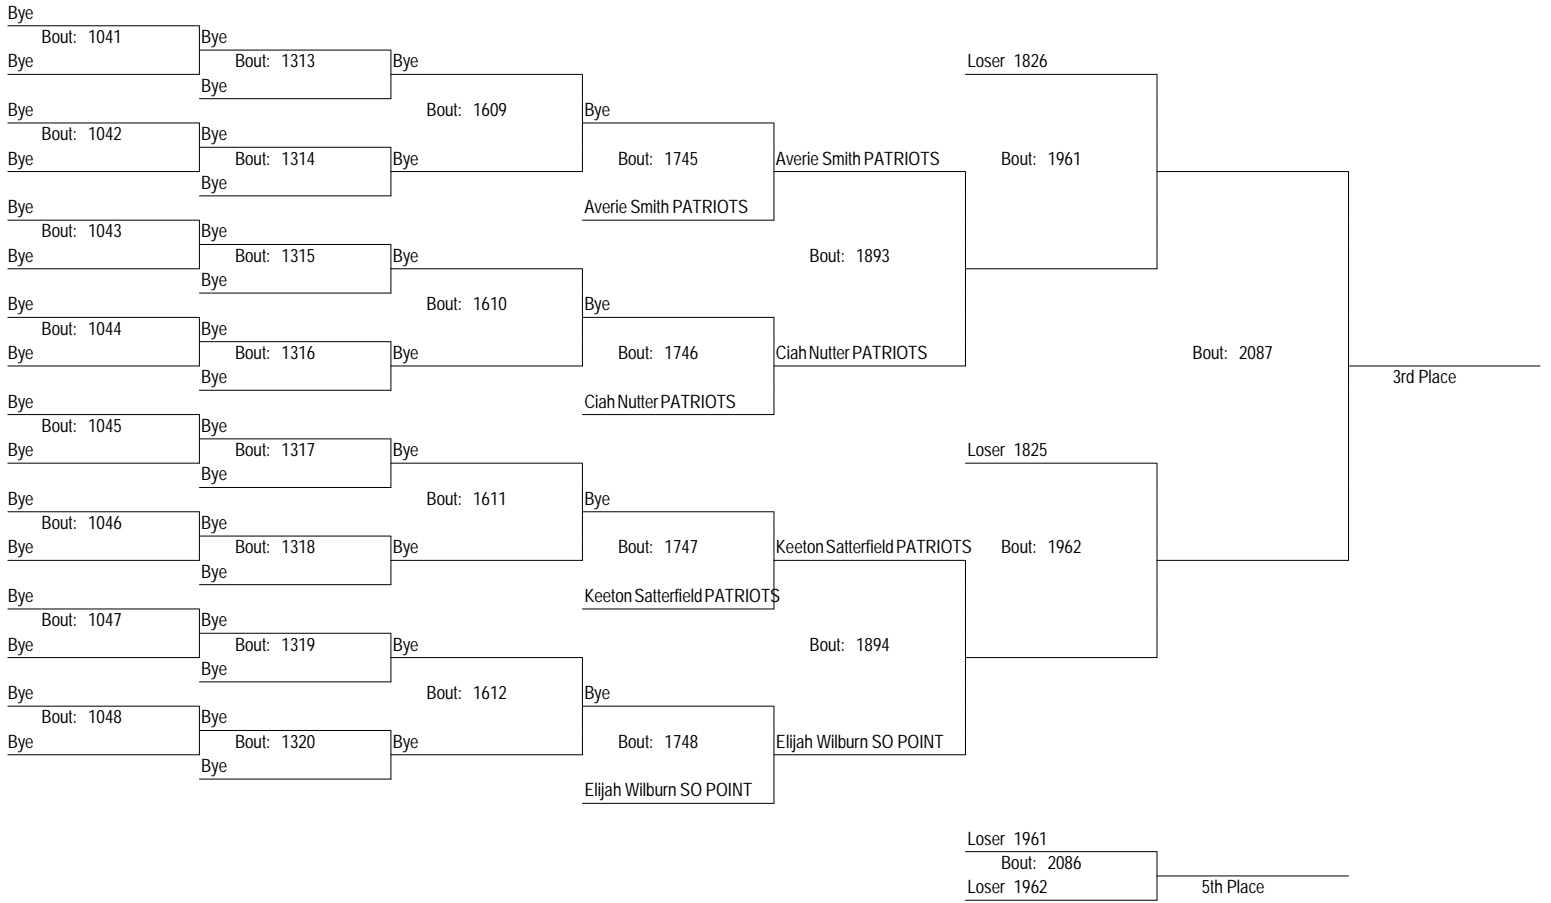 Bye
Bout: 1041
Bye
Bye
Bout: 1313
Bye
Bye
Loser 1826
Bye
Bout: 1042
Bye
Bye
Bout: 1314
Bye
Bye
Bout: 1609
Bye
Bout: 1745
Averie Smith PATRIOTS
Averie Smith PATRIOTS
Bout: 1961
Bye
Bout: 1043
Bye
Bye
Bout: 1315
Bye
Bye
Bout: 1893
Bye
Bout: 1044
Bye
Bye
Bout: 1316
Bye
Bye
Bout: 1610
Bye
Bout: 1746
Ciah Nutter PATRIOTS
Ciah Nutter PATRIOTS
Bout: 2087
3rd Place
Bye
Bout: 1045
Bye
Bye
Bout: 1317
Bye
Bye
Loser 1825
Bye
Bout: 1046
Bye
Bye
Bout: 1318
Bye
Bye
Bout: 1611
Bye
Bout: 1747
Keeton Satterfield PATRIOTS
Keeton Satterfield PATRIOTS
Bout: 1962
Bye
Bout: 1047
Bye
Bye
Bout: 1319
Bye
Bye
Bout: 1894
Bye
Bout: 1048
Bye
Bye
Bout: 1320
Bye
Bye
Bout: 1612
Bye
Bout: 1748
Elijah Wilburn SO POINT
Elijah Wilburn SO POINT
Loser 1961
Bout: 2086
Loser 1962
5th Place